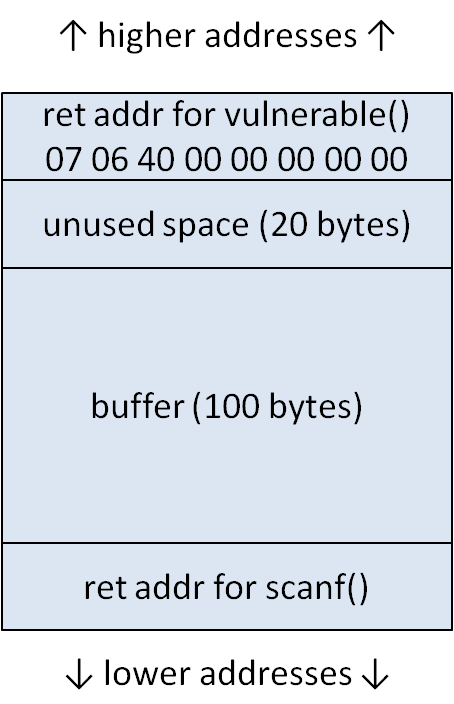 ↑ higher addresses ↑
ret addr for vulnerable()
07 06 40 00 00 00 00 00
unused space (20 bytes)
buffer (100 bytes)
ret addr for scanf()
↓ lower addresses ↓